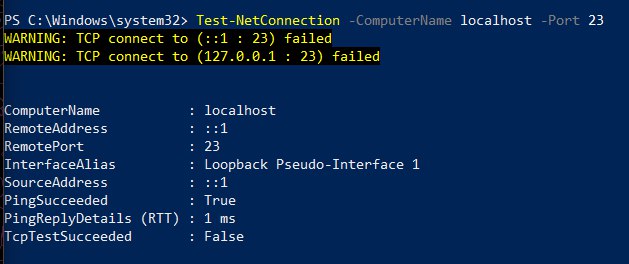 PS C:\Windows\system32> Test-NetConnection -ComputerName localhost -Port 23
WARNING: TCP connect to (::1 : 23) failed
WARNING: TCP connect to (127.0.0.1 : 23) failed
ComputerName : localhost
RemoteAddress : ::1
RemotePort : 23
InterfaceAlias : Loopback Pseudo-Interface 1
SourceAddress : ::1
PingSucceeded : True
PingReplyDetails (RTT) : 1 ms
TcpTestSucceeded : False